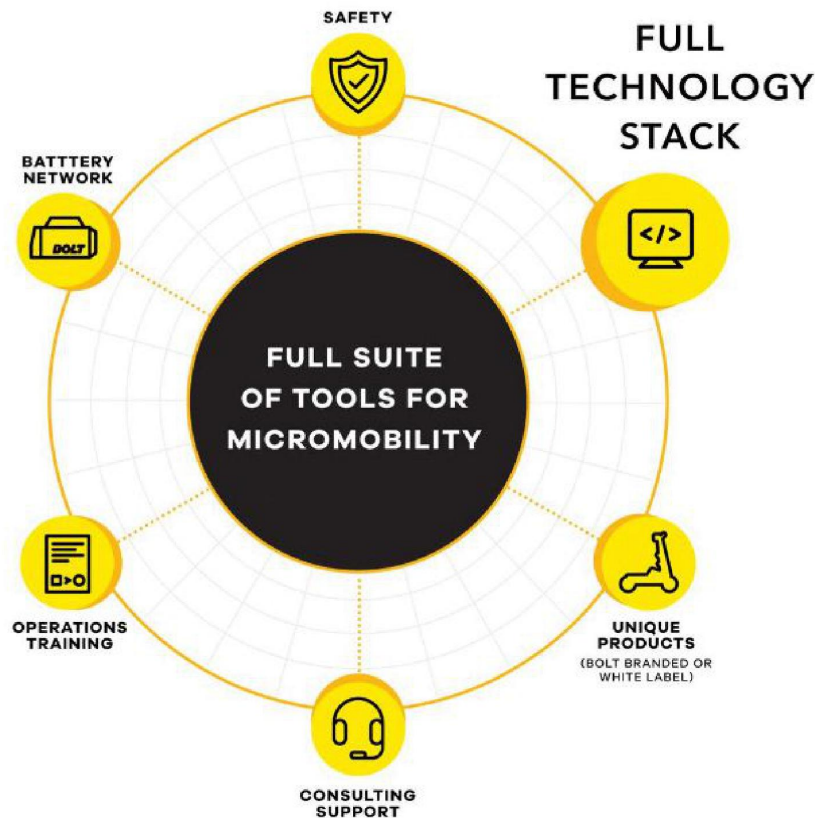 SAFETY
FULL
TECHNOLOGY
STACK
BATTTERY
NETWORK
BOLT
</>
FULL SUITE
OF TOOLS FOR
MICROMOBILITY
OPERATIONS
TRAINING
UNIQUE
PRODUCTS
(BOLT BRANDED OR
WHITE LABEL)
CONSULTING
SUPPORT